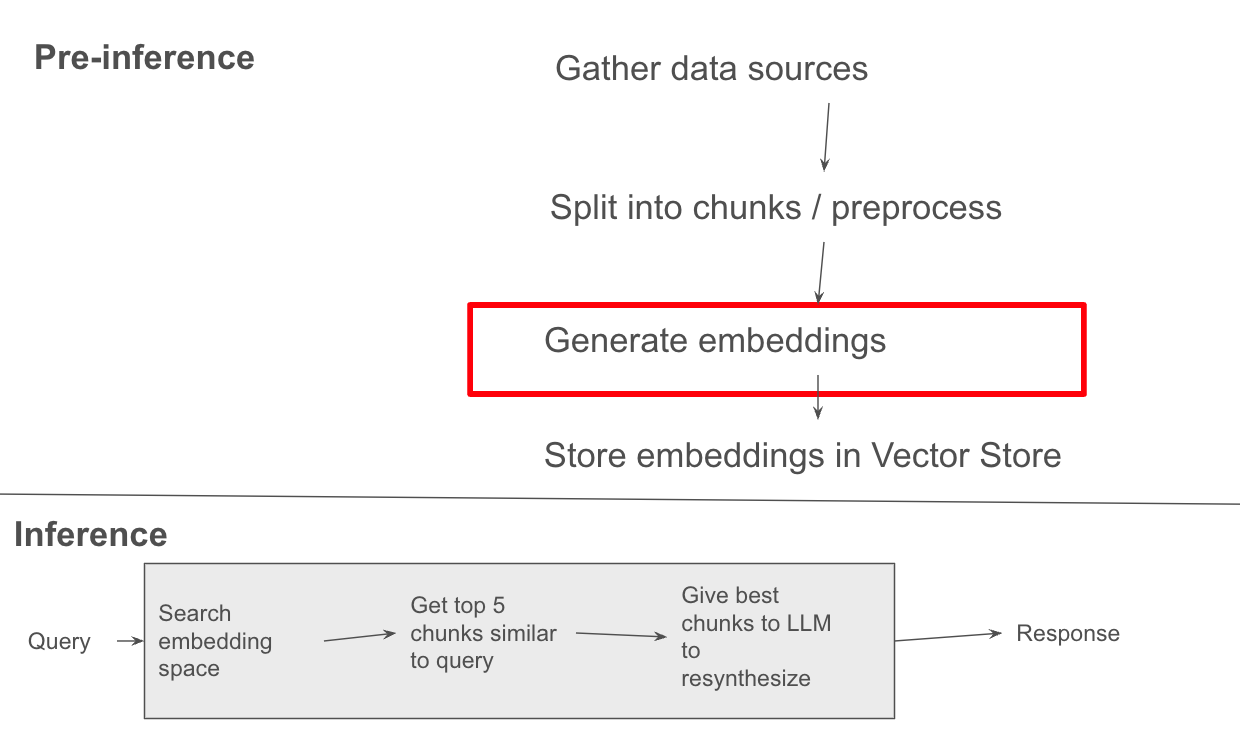 Pre-inference
Gather data sources
Split into chunks / preprocess
Generate embeddings
Store embeddings in Vector Store
Inference
Query
Search
embedding
space
Get top 5
chunks similar
to query
Give best
chunks to LLM
to
resynthesize
Response